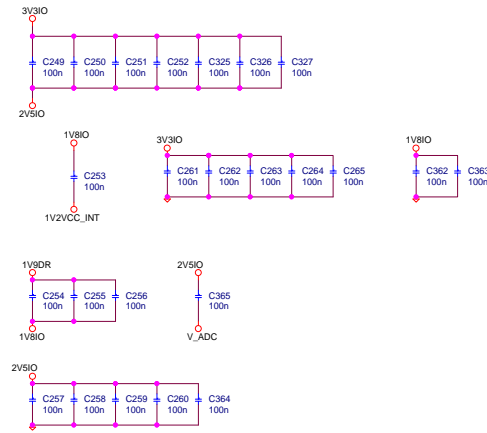 3V3IO
C249 C250 C251 C252 C325 C326 C327
100n 100n 100n 100n 100n 100n 100n
2V5IO
1V8IO 3V3IO 1V8IO
C253 C261 C262 C263 C264 C265 C362 C363
100n 100n 100n 100n 100n 100n 100n 100n
1V2VCC_INT
1V9DR 2V5IO
C254 C255 C256 C365
100n 100n 100n 100n
1V8IO V_ADC
2V5IO
C257 C258 C259 C260 C364
100n 100n 100n 100n 100n